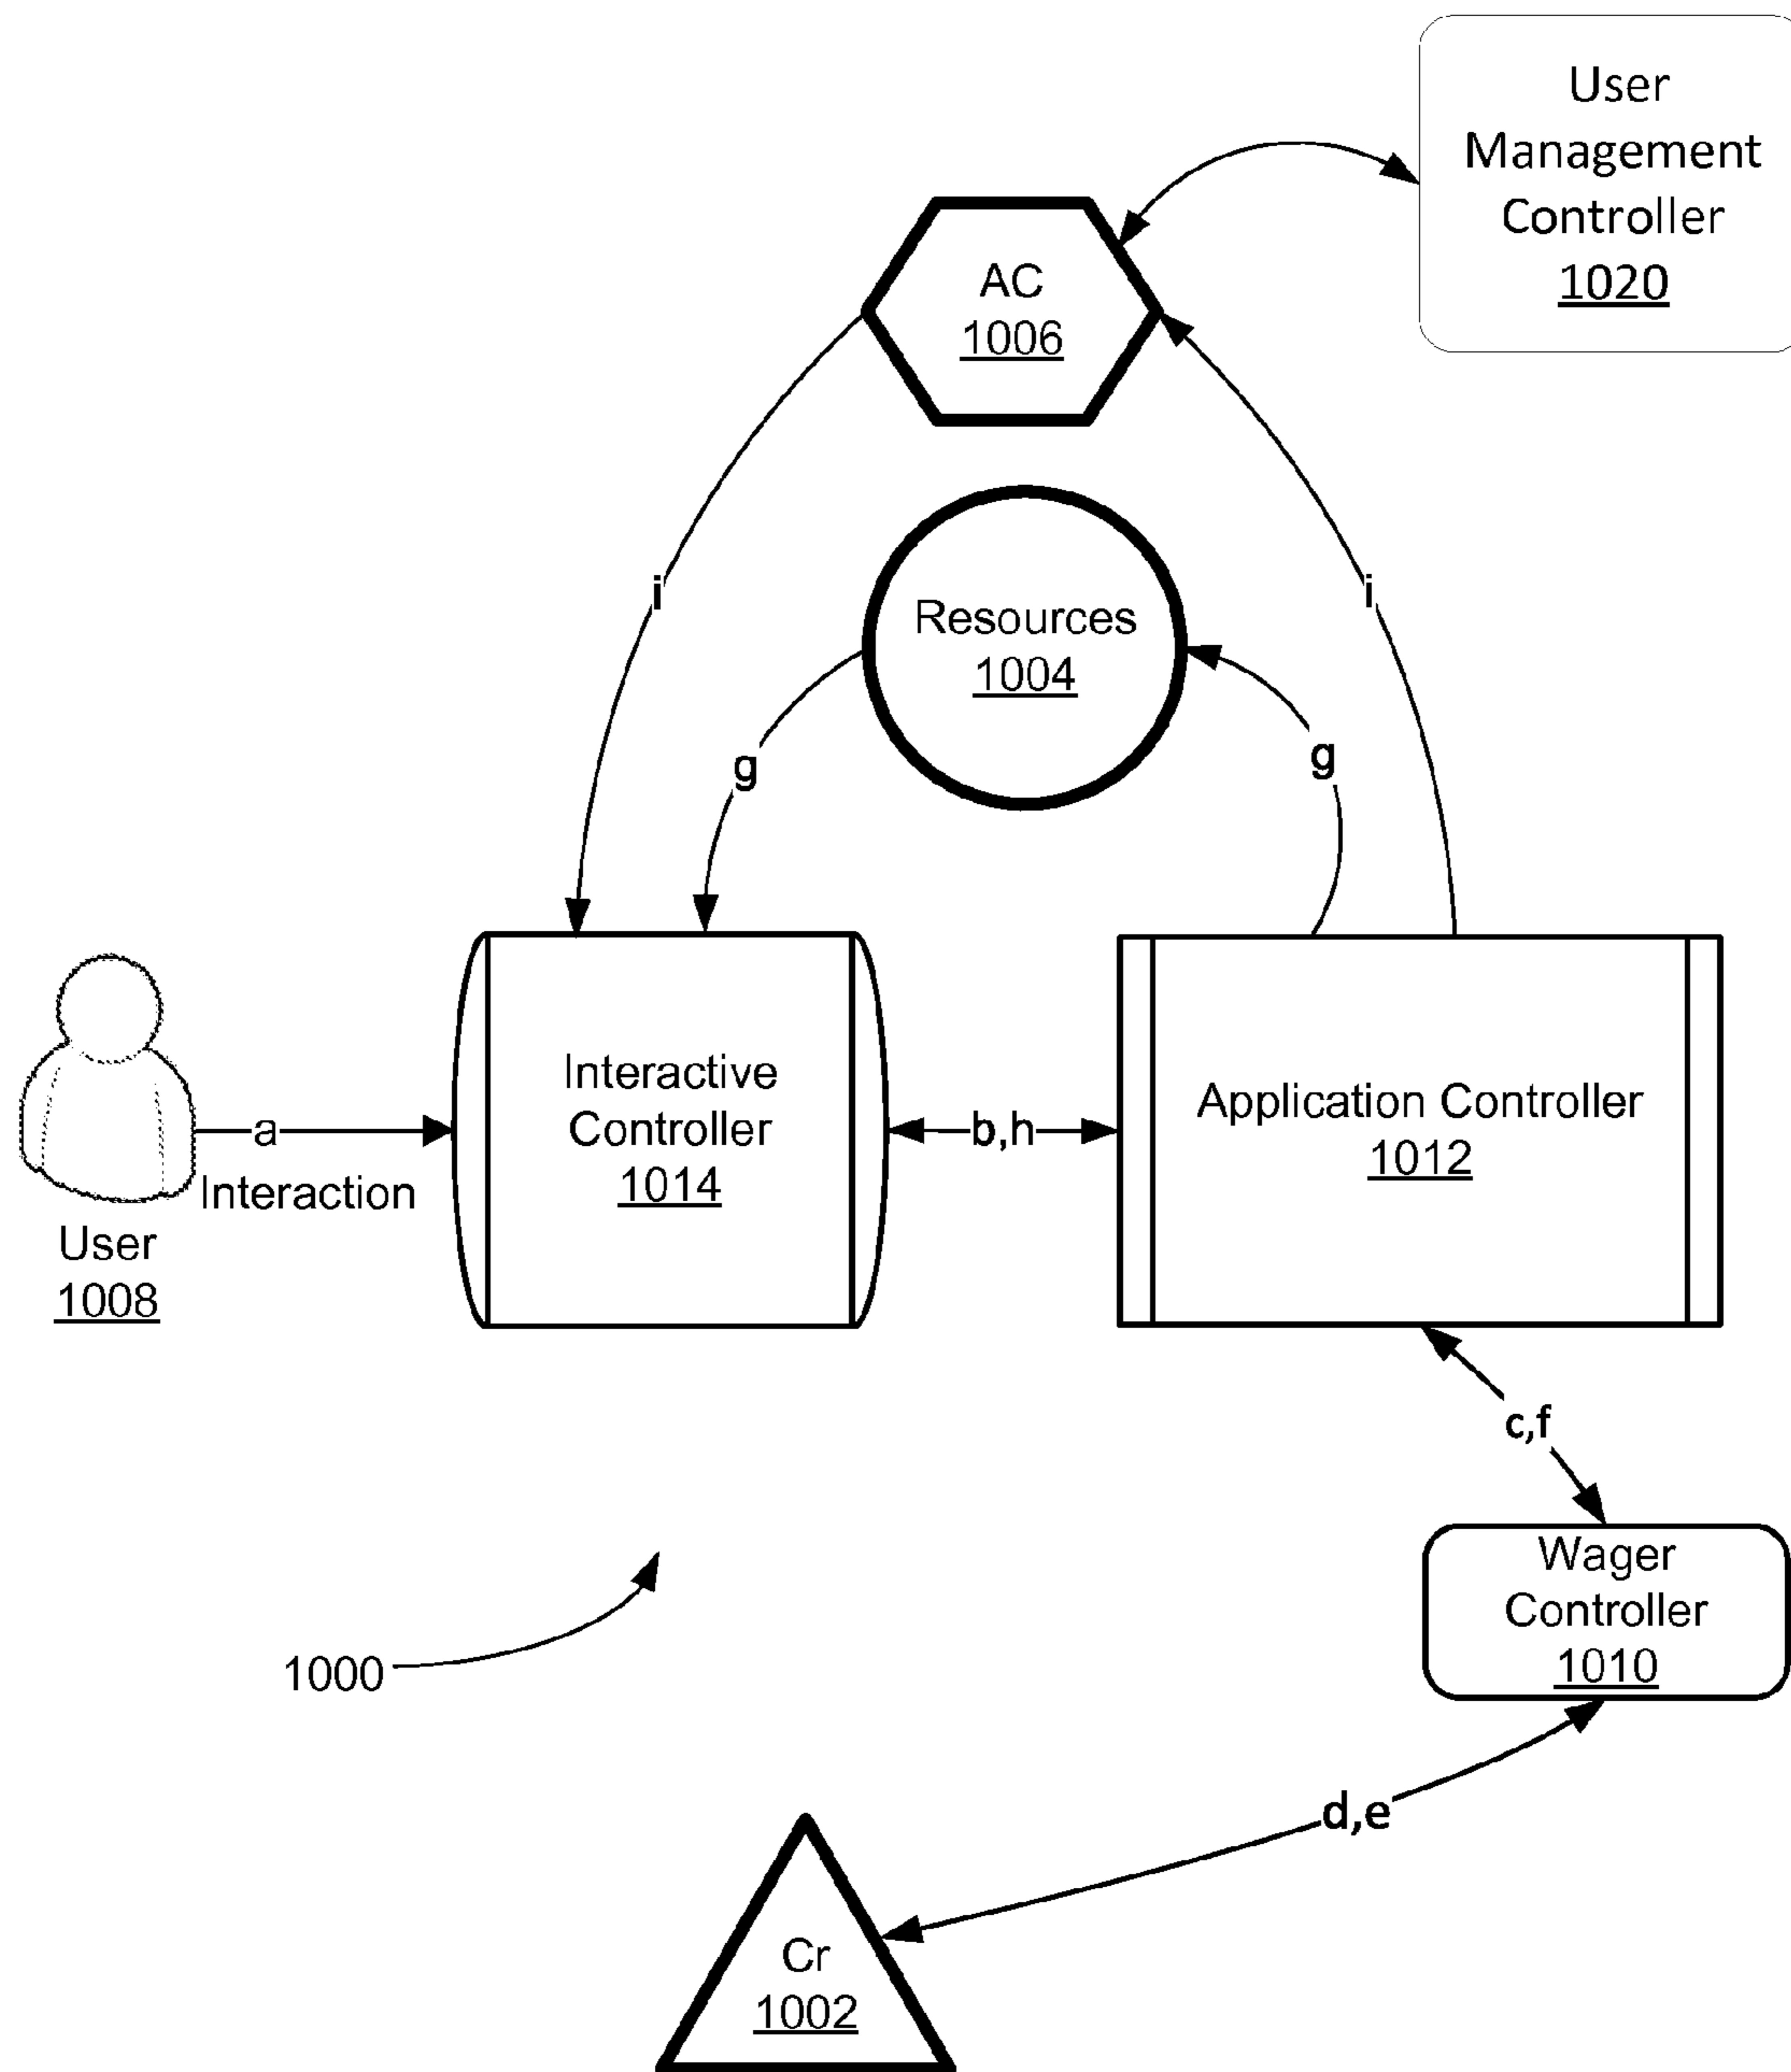 User
Management
Controller
1020
AC
1006
i
i
Resources
1004
g
g
Interactive
Controller
1014
Application Controller
1012
a
Interaction
b,h
User
1008
c,f
Wager
Controller
1010
1000
d,e
Cr
1002